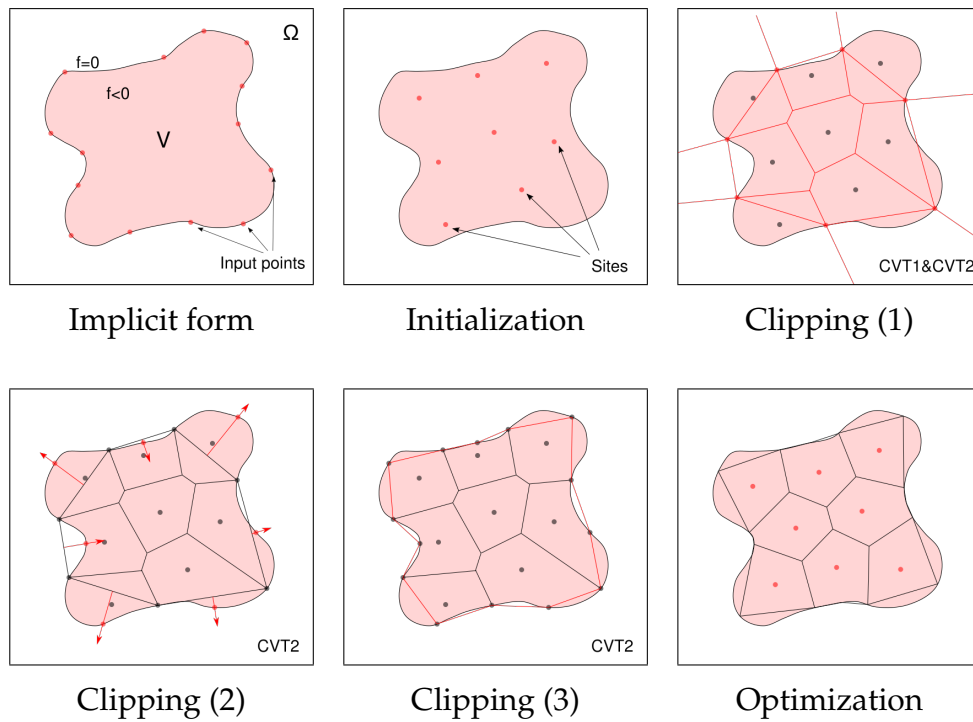 Ω
f=0
f<0
V
Input points
Implicit form
Sites
Initialization
CVT1&CVT2
Clipping (1)
CVT2
Clipping (2)
CVT2
Clipping (3)
Optimization